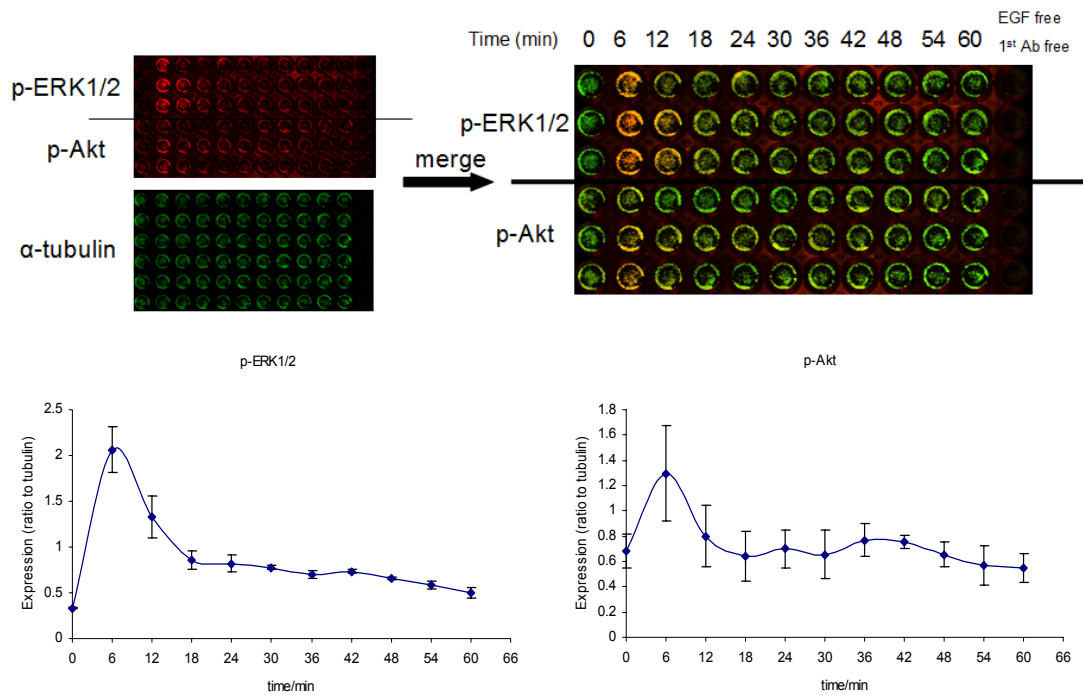 EGF free
Time (min) 0 6 12 18 24 30 36 42 48 54 60
1st Ab free
p-ERK1/2
p-Akt
α-tubulin
merge
p-ERK1/2
p-Akt
p-ERK1/2
Expression (ratio to tubulin)
2.5
2
1.5
1
0.5
0
0 6 12 18 24 30 36 42 48 54 60 66
time/min
p-Akt
Expression (ratio to tubulin)
1.8
1.6
1.4
1.2
1
0.8
0.6
0.4
0.2
0
0 6 12 18 24 30 36 42 48 54 60 66
time/min